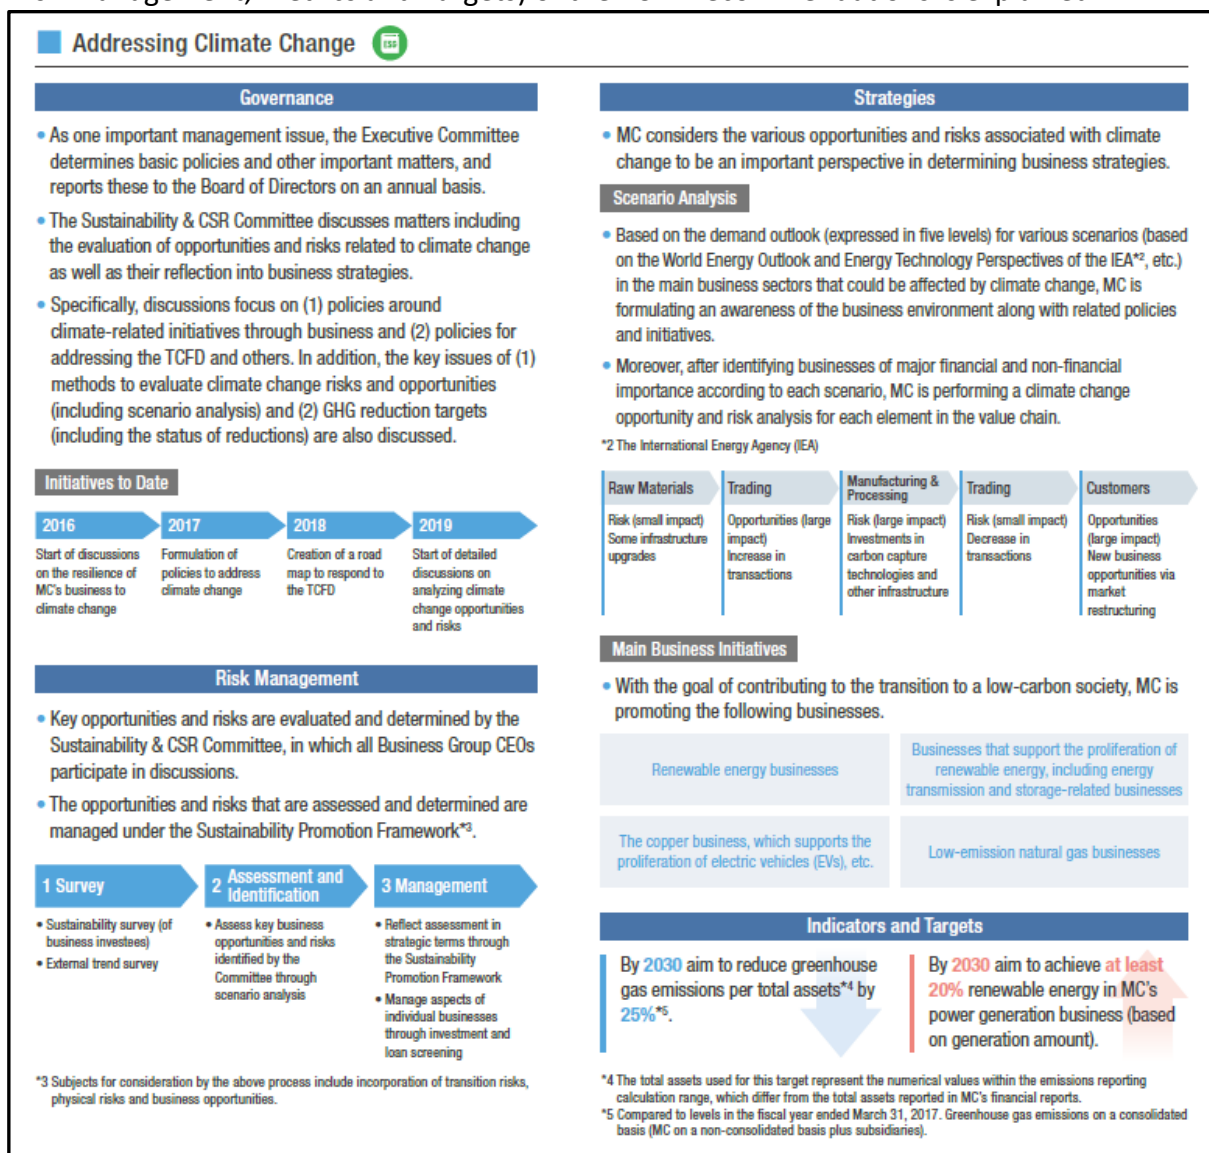 Addressing Climate Change
ESG
Governance
• As one important management issue, the Executive Committee
determines basic policies and other important matters, and
reports these to the Board of Directors on an annual basis.
• The Sustainability & CSR Committee discusses matters including
the evaluation of opportunities and risks related to climate change
as well as their reflection into business strategies.
• Specifically, discussions focus on (1) policies around
climate-related initiatives through business and (2) policies for
addressing the TCFD and others. In addition, the key issues of (1)
methods to evaluate climate change risks and opportunities
(including scenario analysis) and (2) GHG reduction targets
(including the status of reductions) are also discussed.
Initiatives to Date
2016
Start of discussions
on the resilience of
MC's business to
climate change
2017
Formulation of
policies to address
climate change
2018
Creation of a road
map to respond to
the TCFD
2019
Start of detailed
discussions on
analyzing climate
change opportunities
and risks
Risk Management
• Key opportunities and risks are evaluated and determined by the
Sustainability & CSR Committee, in which all Business Group CEOs
participate in discussions.
• The opportunities and risks that are assessed and determined are
managed under the Sustainability Promotion Framework*3.
1 Survey
• Sustainability survey (of
business investees)
• External trend survey
2 Assessment and
Identification
• Assess key business
opportunities and risks
identified by the
Committee through
scenario analysis
3 Management
• Reflect assessment in
strategic terms through
the Sustainability
Promotion Framework
• Manage aspects of
individual businesses
through investment and
loan screening
*3 Subjects for consideration by the above process include incorporation of transition risks,
physical risks and business opportunities.
Strategies
• MC considers the various opportunities and risks associated with climate
change to be an important perspective in determining business strategies.
Scenario Analysis
• Based on the demand outlook (expressed in five levels) for various scenarios (based
on the World Energy Outlook and Energy Technology Perspectives of the IEA*2, etc.)
in the main business sectors that could be affected by climate change, MC is
formulating an awareness of the business environment along with related policies
and initiatives.
• Moreover, after identifying businesses of major financial and non-financial
importance according to each scenario, MC is performing a climate change
opportunity and risk analysis for each element in the value chain.
*2 The International Energy Agency (IEA)
Raw Materials
Risk (small impact)
Some infrastructure
upgrades
Trading
Opportunities (large
impact)
Increase in
transactions
Manufacturing &
Processing
Risk (large impact)
Investments in
carbon capture
technologies and
other infrastructure
Trading
Risk (small impact)
Decrease in
transactions
Customers
Opportunities
(large impact)
New business
opportunities via
market
restructuring
Main Business Initiatives
• With the goal of contributing to the transition to a low-carbon society, MC is
promoting the following businesses.
Renewable energy businesses
Businesses that support the proliferation of
renewable energy, including energy
transmission and storage-related businesses
The copper business, which supports the
proliferation of electric vehicles (EVs), etc.
Low-emission natural gas businesses
Indicators and Targets
By 2030 aim to reduce greenhouse
gas emissions per total assets*4 by
25%*5.
By 2030 aim to achieve at least
20% renewable energy in MC's
power generation business (based
on generation amount).
*4 The total assets used for this target represent the numerical values within the emissions reporting
calculation range, which differ from the total assets reported in MC's financial reports.
*5 Compared to levels in the fiscal year ended March 31, 2017. Greenhouse gas emissions on a consolidated
basis (MC on a non-consolidated basis plus subsidiaries).